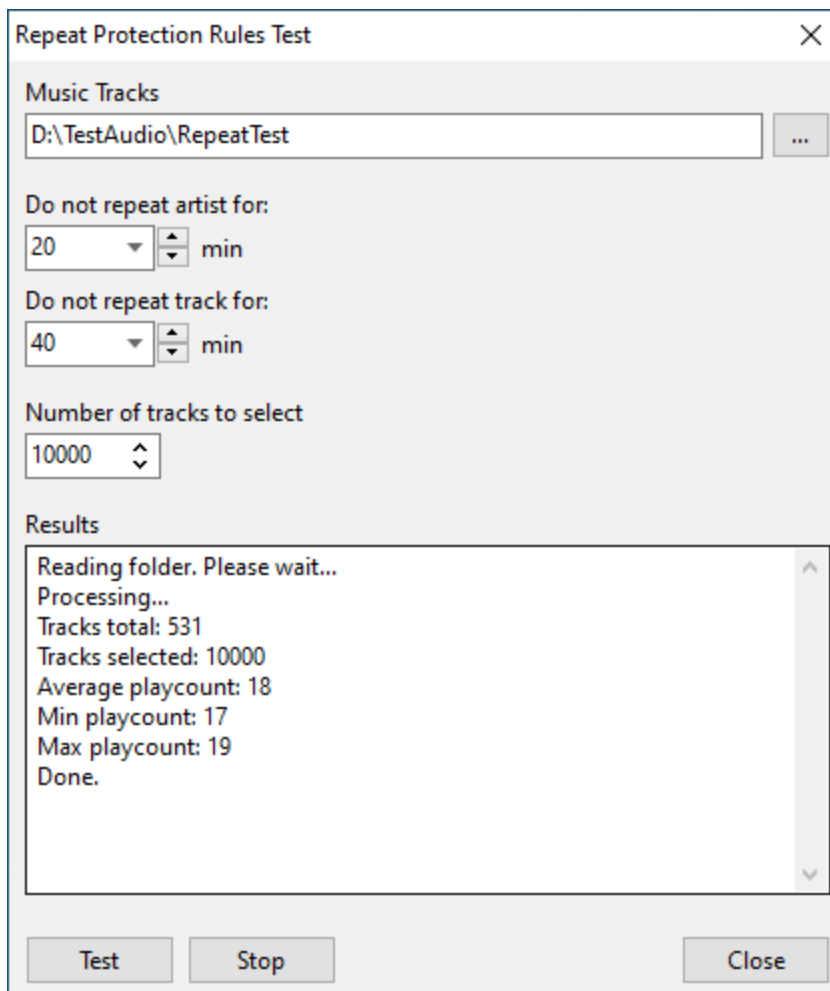 Repeat Protection Rules Test
Music Tracks
D:\TestAudio\RepeatTest
...
Do not repeat artist for:
20
min
Do not repeat track for:
40
min
Number of tracks to select
10000
Results
Reading folder. Please wait...
Processing...
Tracks total: 531
Tracks selected: 10000
Average playcount: 18
Min playcount: 17
Max playcount: 19
Done.
Test
Stop
Close